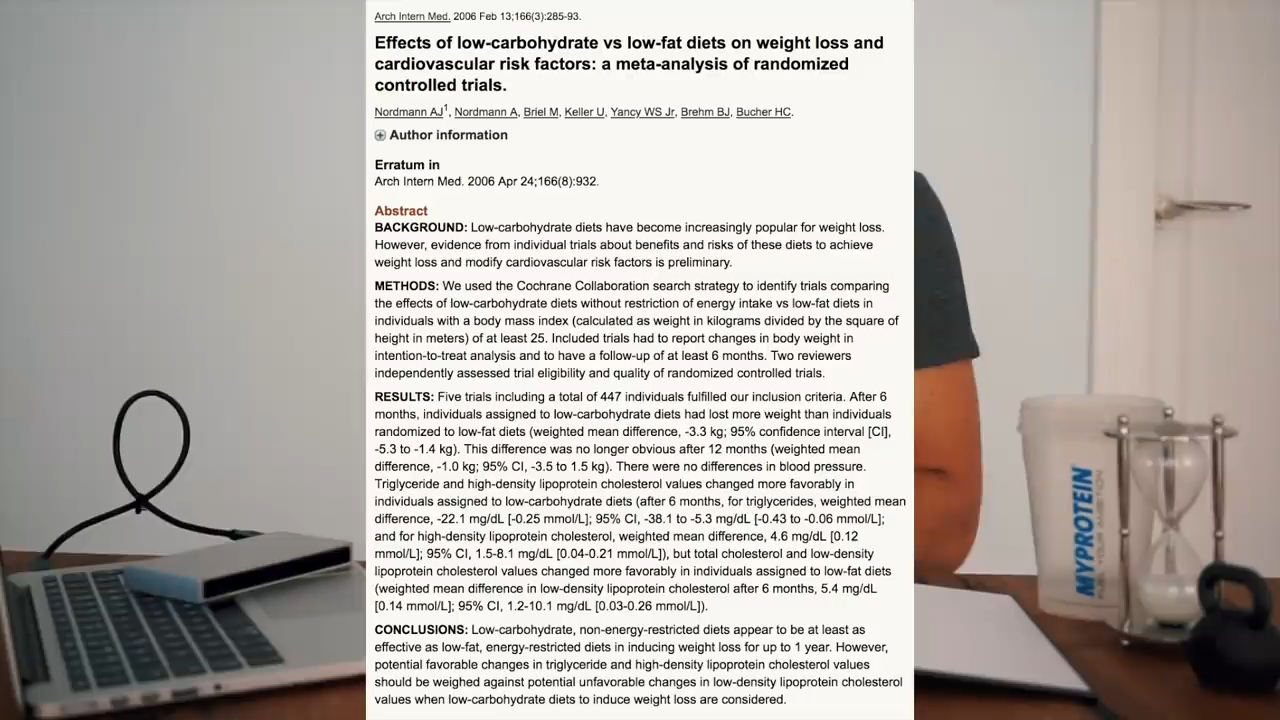 Arch Intern Med. 2006 Feb 13;166(3):285-93.
Effects of low-carbohydrate vs low-fat diets on weight loss and
cardiovascular risk factors: a meta-analysis of randomized
controlled trials.
Nordmann AJ1, Nordmann A, Briel M, Keller U, Yancy WS Jr, Brehm BJ, Bucher HC.
Author information
Erratum in
Arch Intern Med. 2006 Apr 24;166(8):932.
Abstract
BACKGROUND: Low-carbohydrate diets have become increasingly popular for weight loss.
However, evidence from individual trials about benefits and risks of these diets to achieve
weight loss and modify cardiovascular risk factors is preliminary.
METHODS: We used the Cochrane Collaboration search strategy to identify trials comparing
the effects of low-carbohydrate diets without restriction of energy intake vs low-fat diets in
individuals with a body mass index (calculated as weight in kilograms divided by the square of
height in meters) of at least 25. Included trials had to report changes in body weight in
intention-to-treat analysis and to have a follow-up of at least 6 months. Two reviewers
independently assessed trial eligibility and quality of randomized controlled trials.
RESULTS: Five trials including a total of 447 individuals fulfilled our inclusion criteria. After 6
months, individuals assigned to low-carbohydrate diets had lost more weight than individuals
randomized to low-fat diets (weighted mean difference, -3.3 kg; 95% confidence interval [CI],
-5.3 to -1.4 kg). This difference was no longer obvious after 12 months (weighted mean
difference, -1.0 kg; 95% CI, -3.5 to 1.5 kg). There were no differences in blood pressure.
Triglyceride and high-density lipoprotein cholesterol values changed more favorably in
individuals assigned to low-carbohydrate diets (after 6 months, for triglycerides, weighted mean
difference, -22.1 mg/dL [-0.25 mmol/L]; 95% CI, -38.1 to -5.3 mg/dL [-0.43 to -0.06 mmol/L];
and for high-density lipoprotein cholesterol, weighted mean difference, 4.6 mg/dL [0.12
mmol/L]; 95% CI, 1.5-8.1 mg/dL [0.04-0.21 mmol/L]), but total cholesterol and low-density
lipoprotein cholesterol values changed more favorably in individuals assigned to low-fat diets
(weighted mean difference in low-density lipoprotein cholesterol after 6 months, 5.4 mg/dL
[0.14 mmol/L]; 95% CI, 1.2-10.1 mg/dL [0.03-0.26 mmol/L]).
CONCLUSIONS: Low-carbohydrate, non-energy-restricted diets appear to be at least as
effective as low-fat, energy-restricted diets in inducing weight loss for up to 1 year. However,
potential favorable changes in triglyceride and high-density lipoprotein cholesterol values
should be weighed against potential unfavorable changes in low-density lipoprotein cholesterol
values when low-carbohydrate diets to induce weight loss are considered.
MYPROTEIN
FUEL YOUR AMBITION